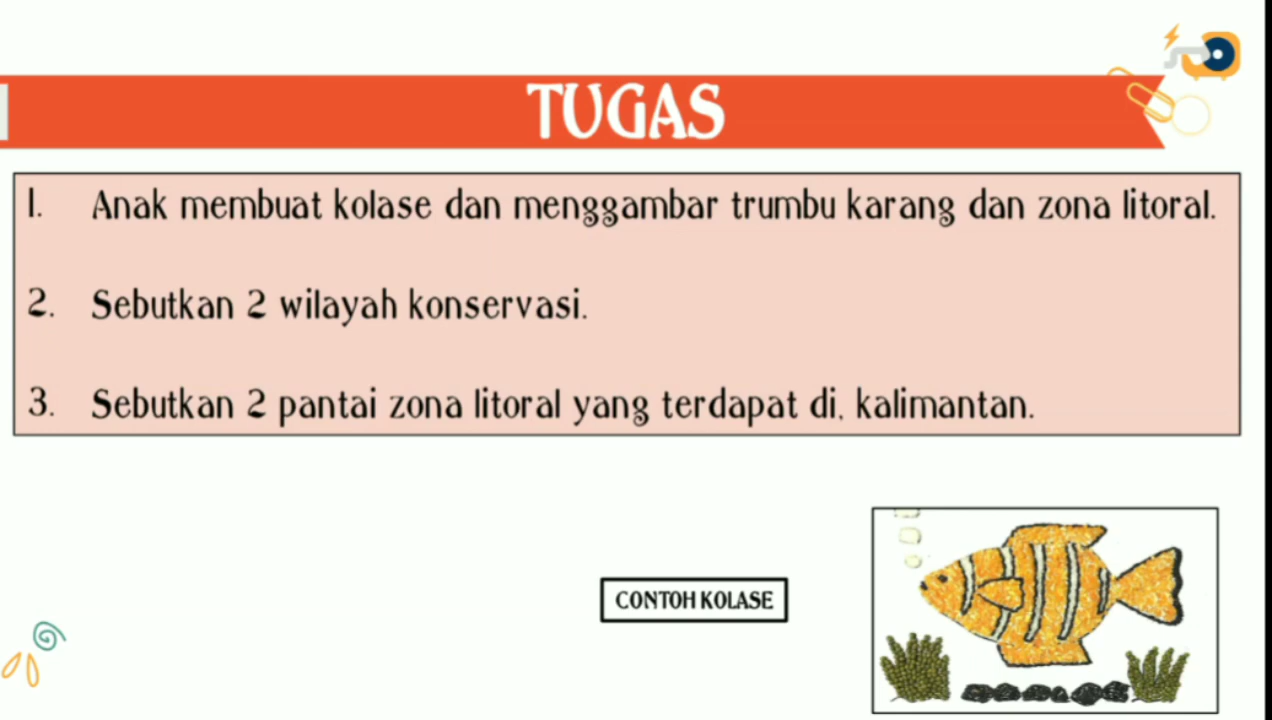 TUGAS
1. Anak membuat kolase dan menggambar trumbu karang dan zona litoral.
2. Sebutkan 2 wilayah konservasi.
3. Sebutkan 2 pantai zona litoral yang terdapat di, kalimantan.
CONTOH KOLASE